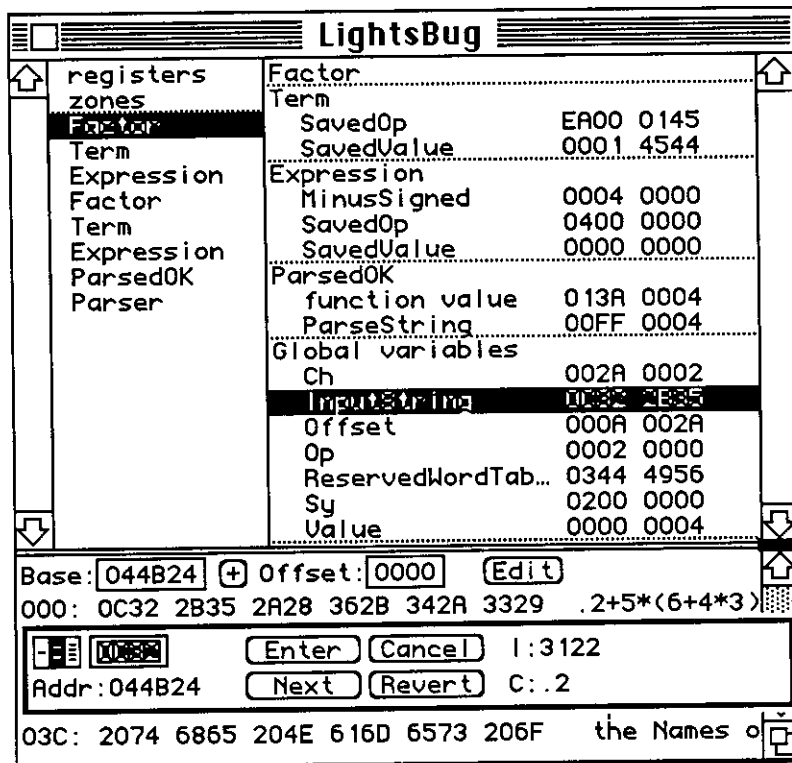 LightsBug
registers
zones
Factor
Term
Expression
Factor
Term
Expression
ParsedOK
Parser
Factor
Term
SavedOp EA00 0145
SavedValue 0001 4544
Expression
MinusSigned 0004 0000
SavedOp 0400 0000
SavedValue 0000 0000
ParsedOK
function value 013A 0004
ParseString 00FF 0004
Global variables
Ch 002A 0002
InputString 0C32 2B35
Offset 000A 002A
Op 0002 0000
ReservedWordTab… 0344 4956
Sy 0200 0000
Value 0000 0004
Base: 044B24 + Offset: 0000 Edit
000: 0C32 2B35 2A28 362B 342A 3329 .2+5*(6+4*3)
0C32 Enter Cancel I:3122
Addr:044B24 Next Revert C:.2
03C: 2074 6865 204E 616D 6573 206F the Names o